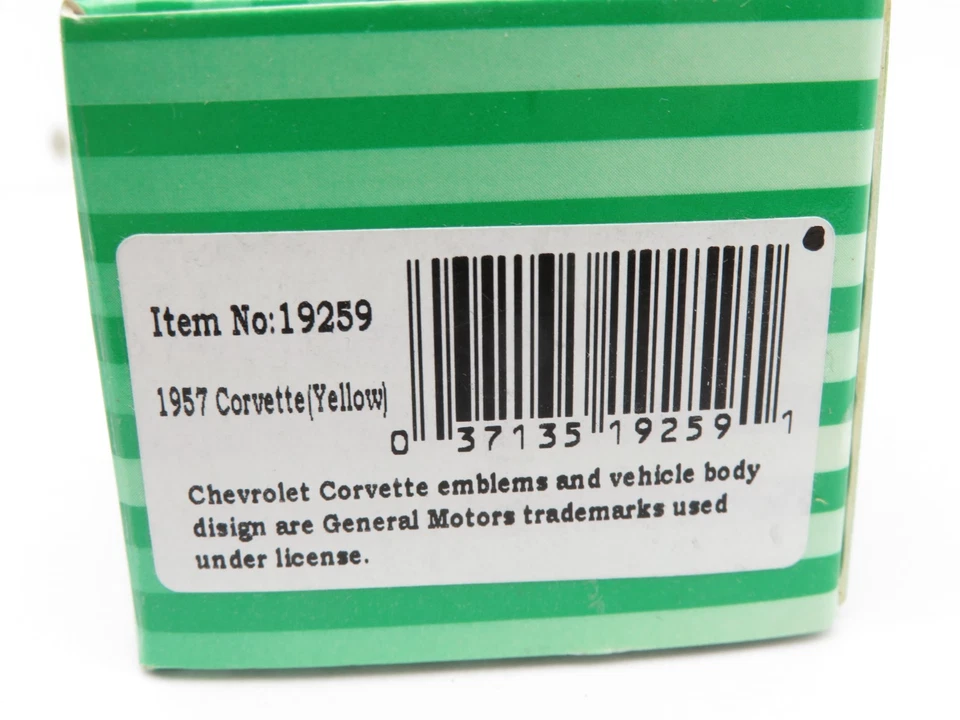 Item No:19259
1957 Corvette(Yellow)
0 37135 19259 1
Chevrolet Corvette emblems and vehicle body
disign are General Motors trademarks used
under license.